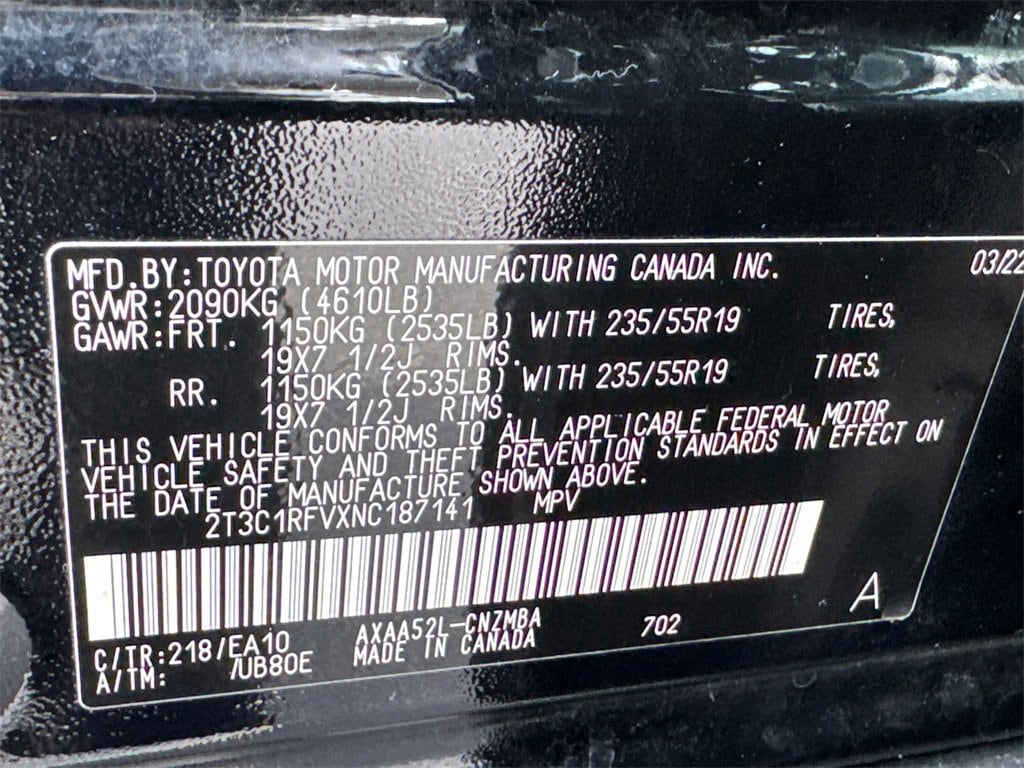 MFD.BY:TOYOTA MOTOR MANUFACTURING CANADA INC. 03/22
GVWR:2090KG (4610LB)
GAWR:FRT. 1150KG (2535LB) WITH 235/55R19 TIRES,
19X7 1/2J RIMS.
RR. 1150KG (2535LB) WITH 235/55R19 TIRES,
19X7 1/2J RIMS.
THIS VEHICLE CONFORMS TO ALL APPLICABLE FEDERAL MOTOR
VEHICLE SAFETY AND THEFT PREVENTION STANDARDS IN EFFECT ON
THE DATE OF MANUFACTURE SHOWN ABOVE.
2T3C1RFVXNC187141 MPV
A
C/TR:218/EA10 AXAA52L-CNZMBA 702
A/TM: /UB80E MADE IN CANADA